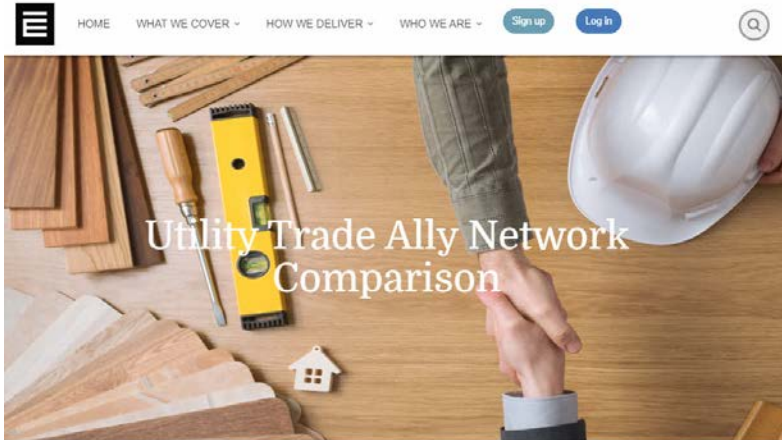 HOME WHAT WE COVER HOW WE DELIVER WHO WE ARE Sign up Log in
Utility Trade Ally Network
Comparison